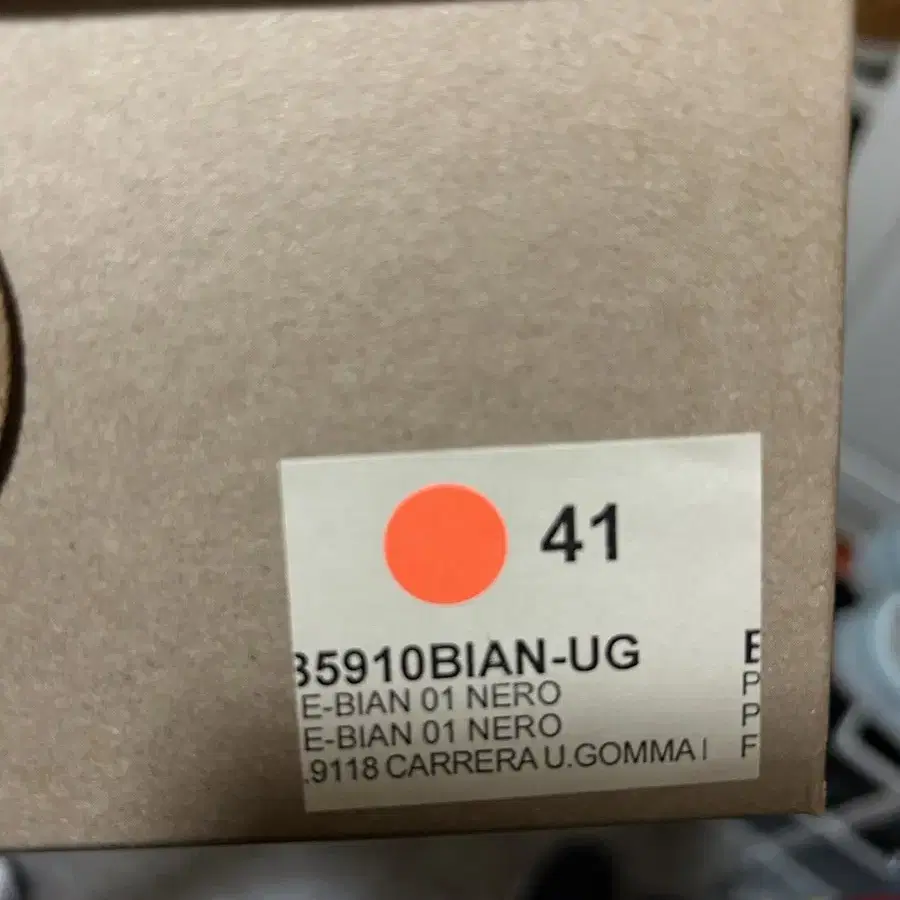 41
35910BIAN-UG E
E-BIAN 01 NERO P
E-BIAN 01 NERO P
.9118 CARRERA U.GOMMA I F